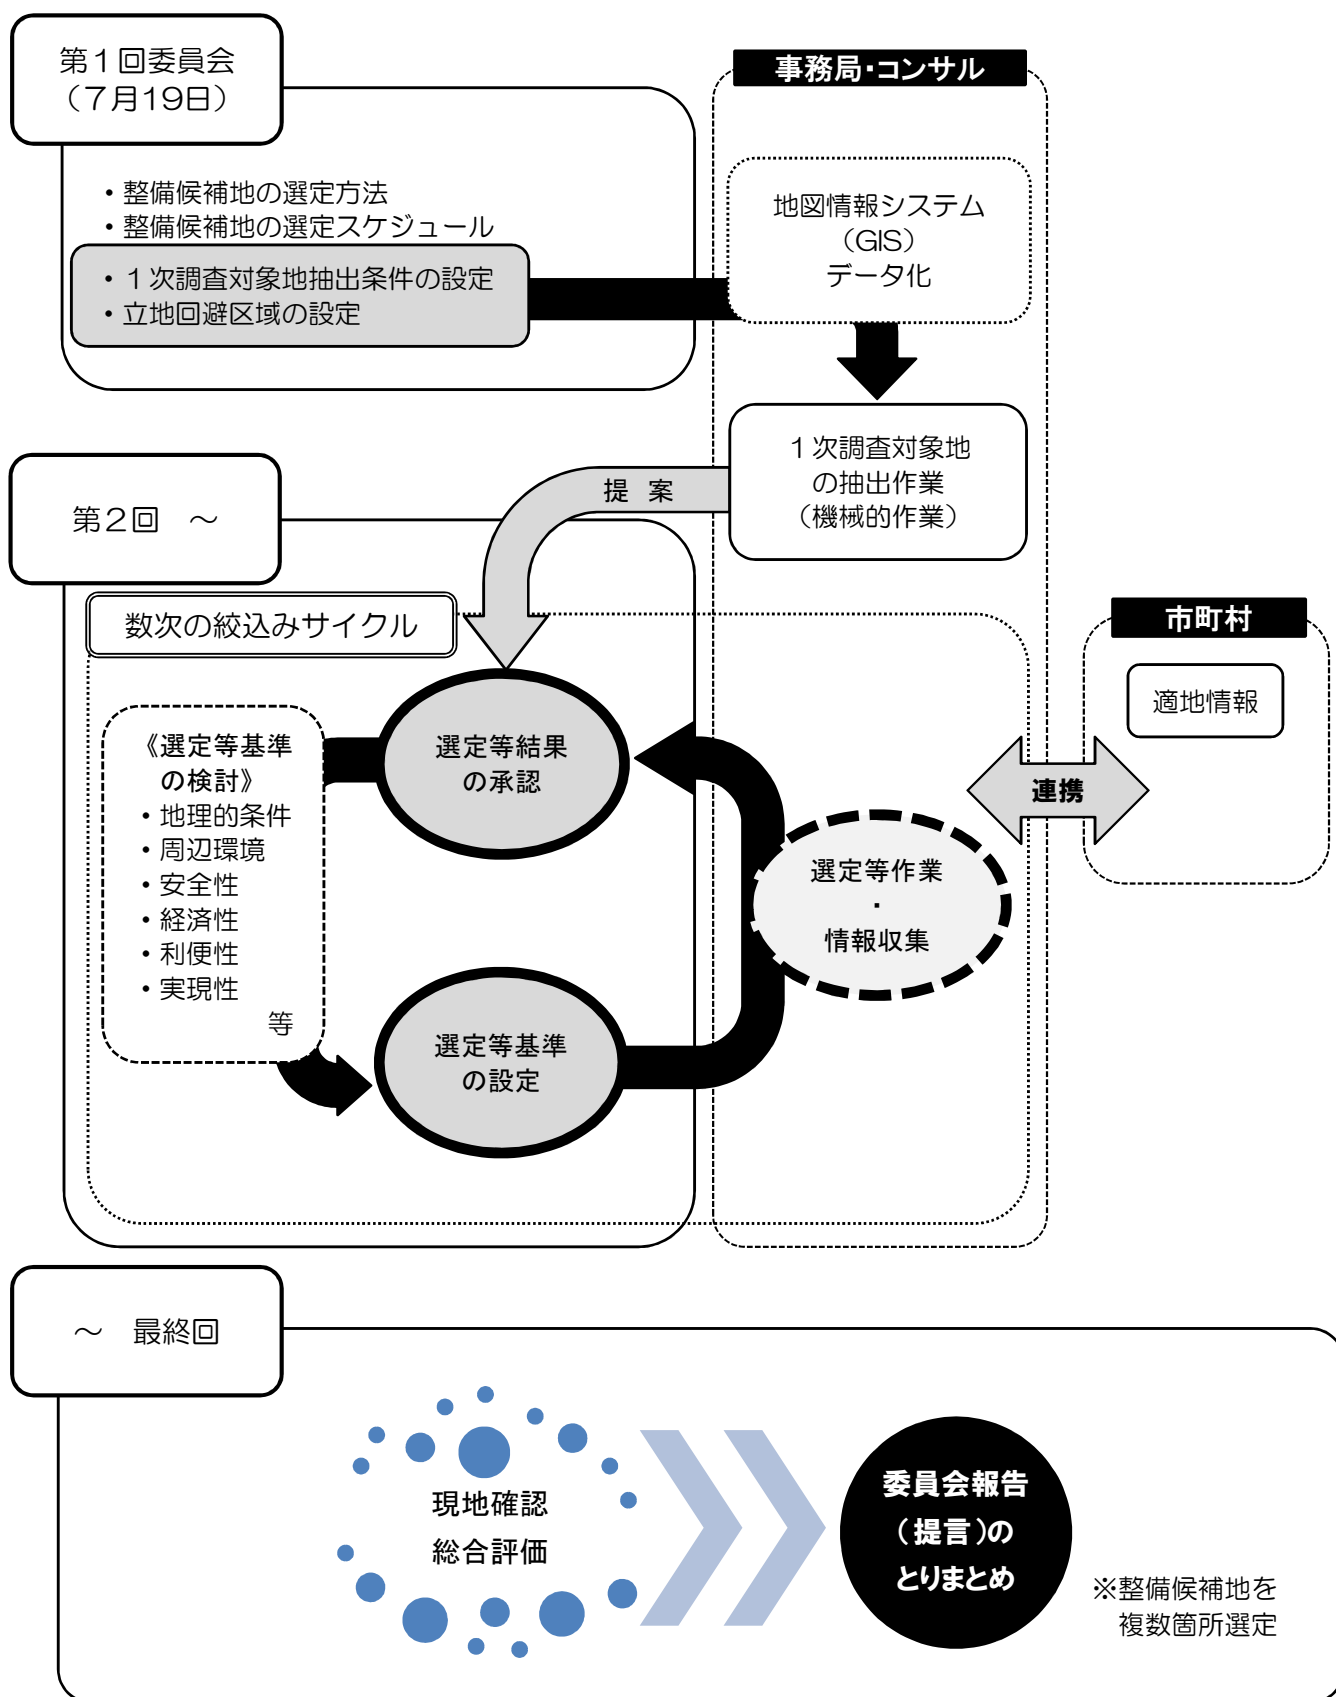 第１回委員会
（７月19日）
・整備候補地の選定方法
・整備候補地の選定スケジュール
・１次調査対象地抽出条件の設定
・立地回避区域の設定
事務局・コンサル
地図情報システム
（GIS）
データ化
１次調査対象地
の抽出作業
（機械的作業）
提　案
第２回　～
数次の絞込みサイクル
《選定等基準
の検討》
・地理的条件
・周辺環境
・安全性
・経済性
・利便性
・実現性
等
選定等結果
の承認
選定等基準
の設定
選定等作業
・
情報収集
連携
市町村
適地情報
～　最終回
現地確認
総合評価
委員会報告
（提言）の
とりまとめ
※整備候補地を
複数箇所選定